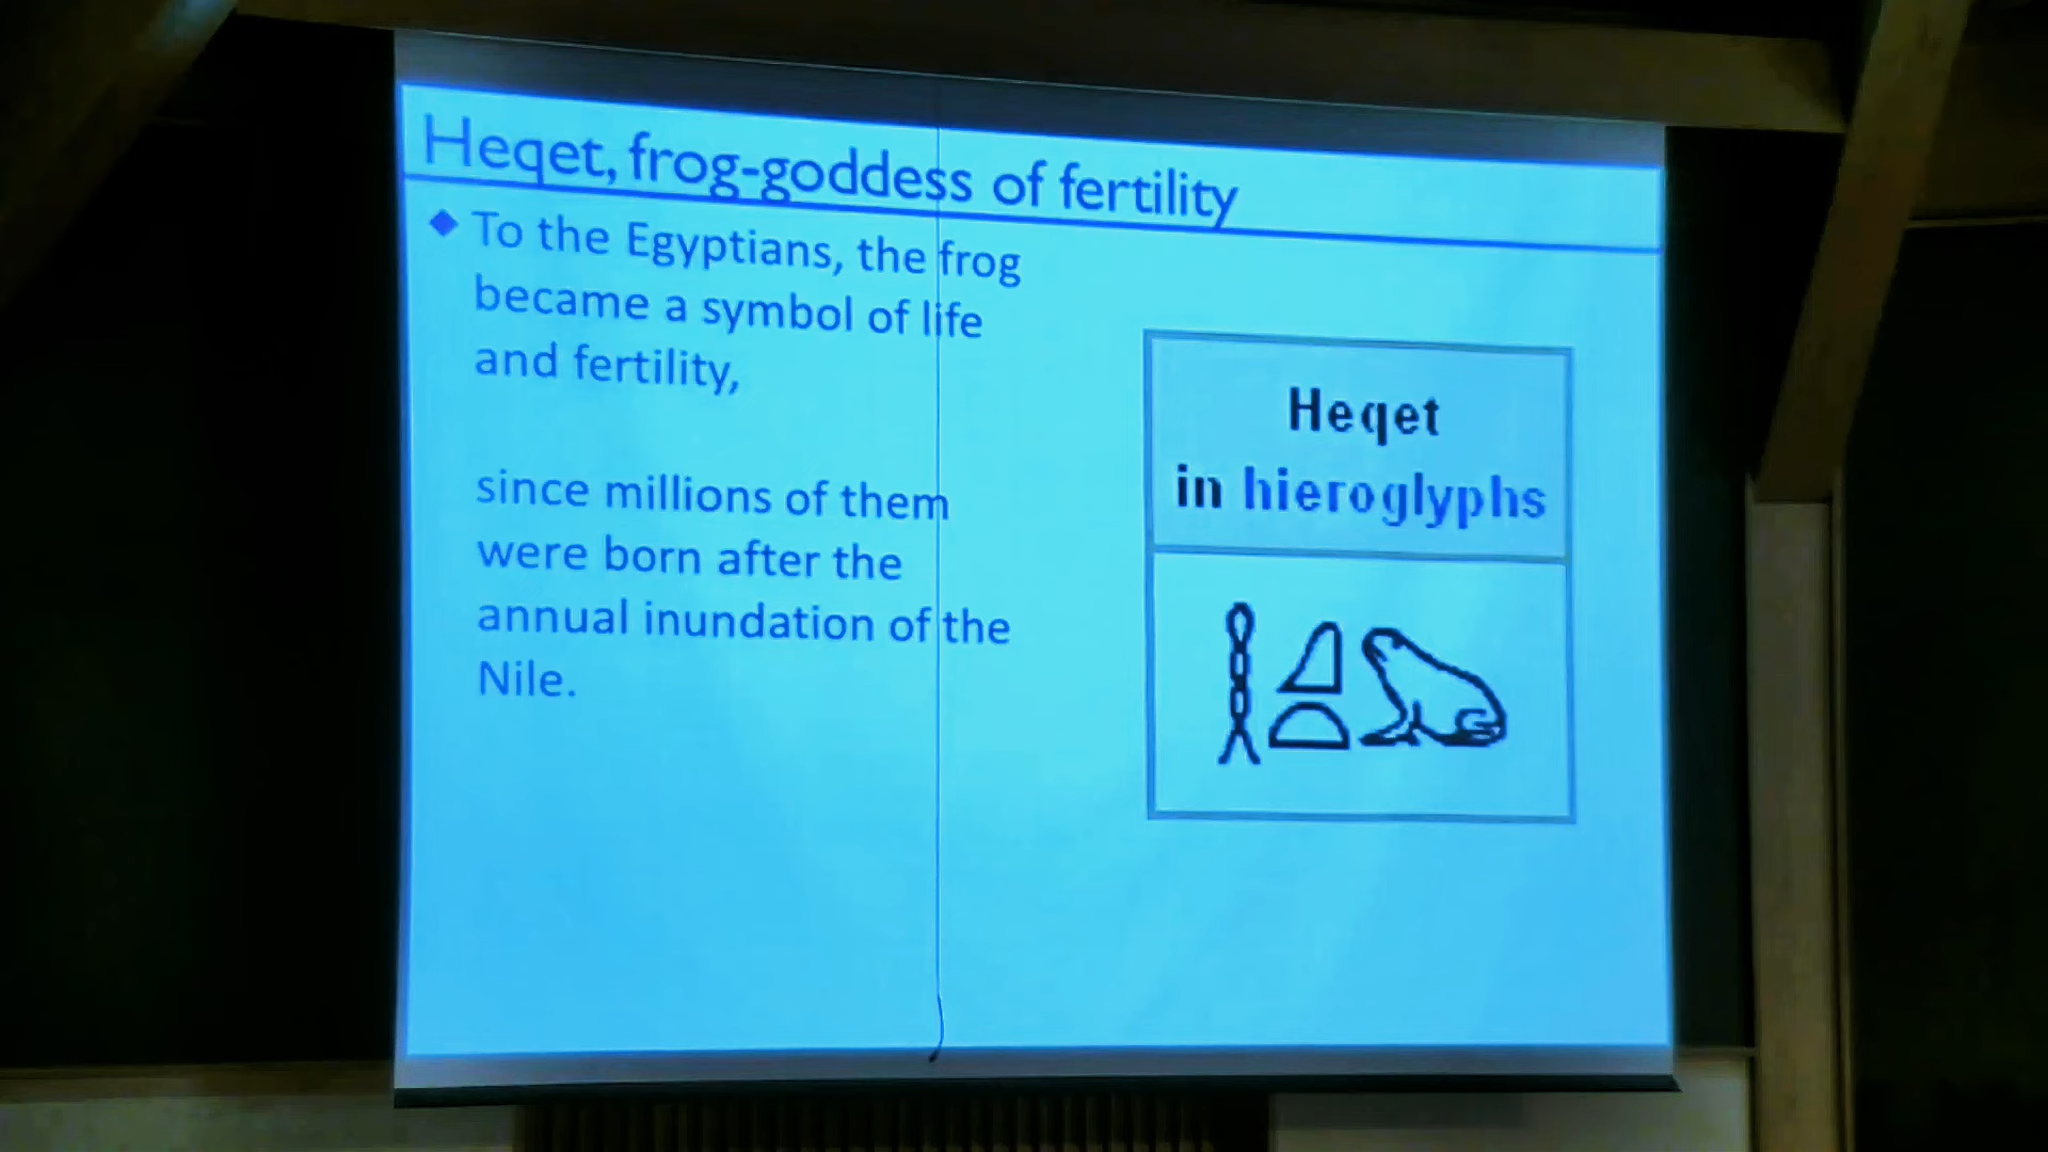 Heqet, frog-goddess of fertility
◆ To the Egyptians, the frog
became a symbol of life
and fertility,
since millions of them
were born after the
annual inundation of the
Nile.
Heqet
in hieroglyphs
𓎛𓈎𓏏𓆏